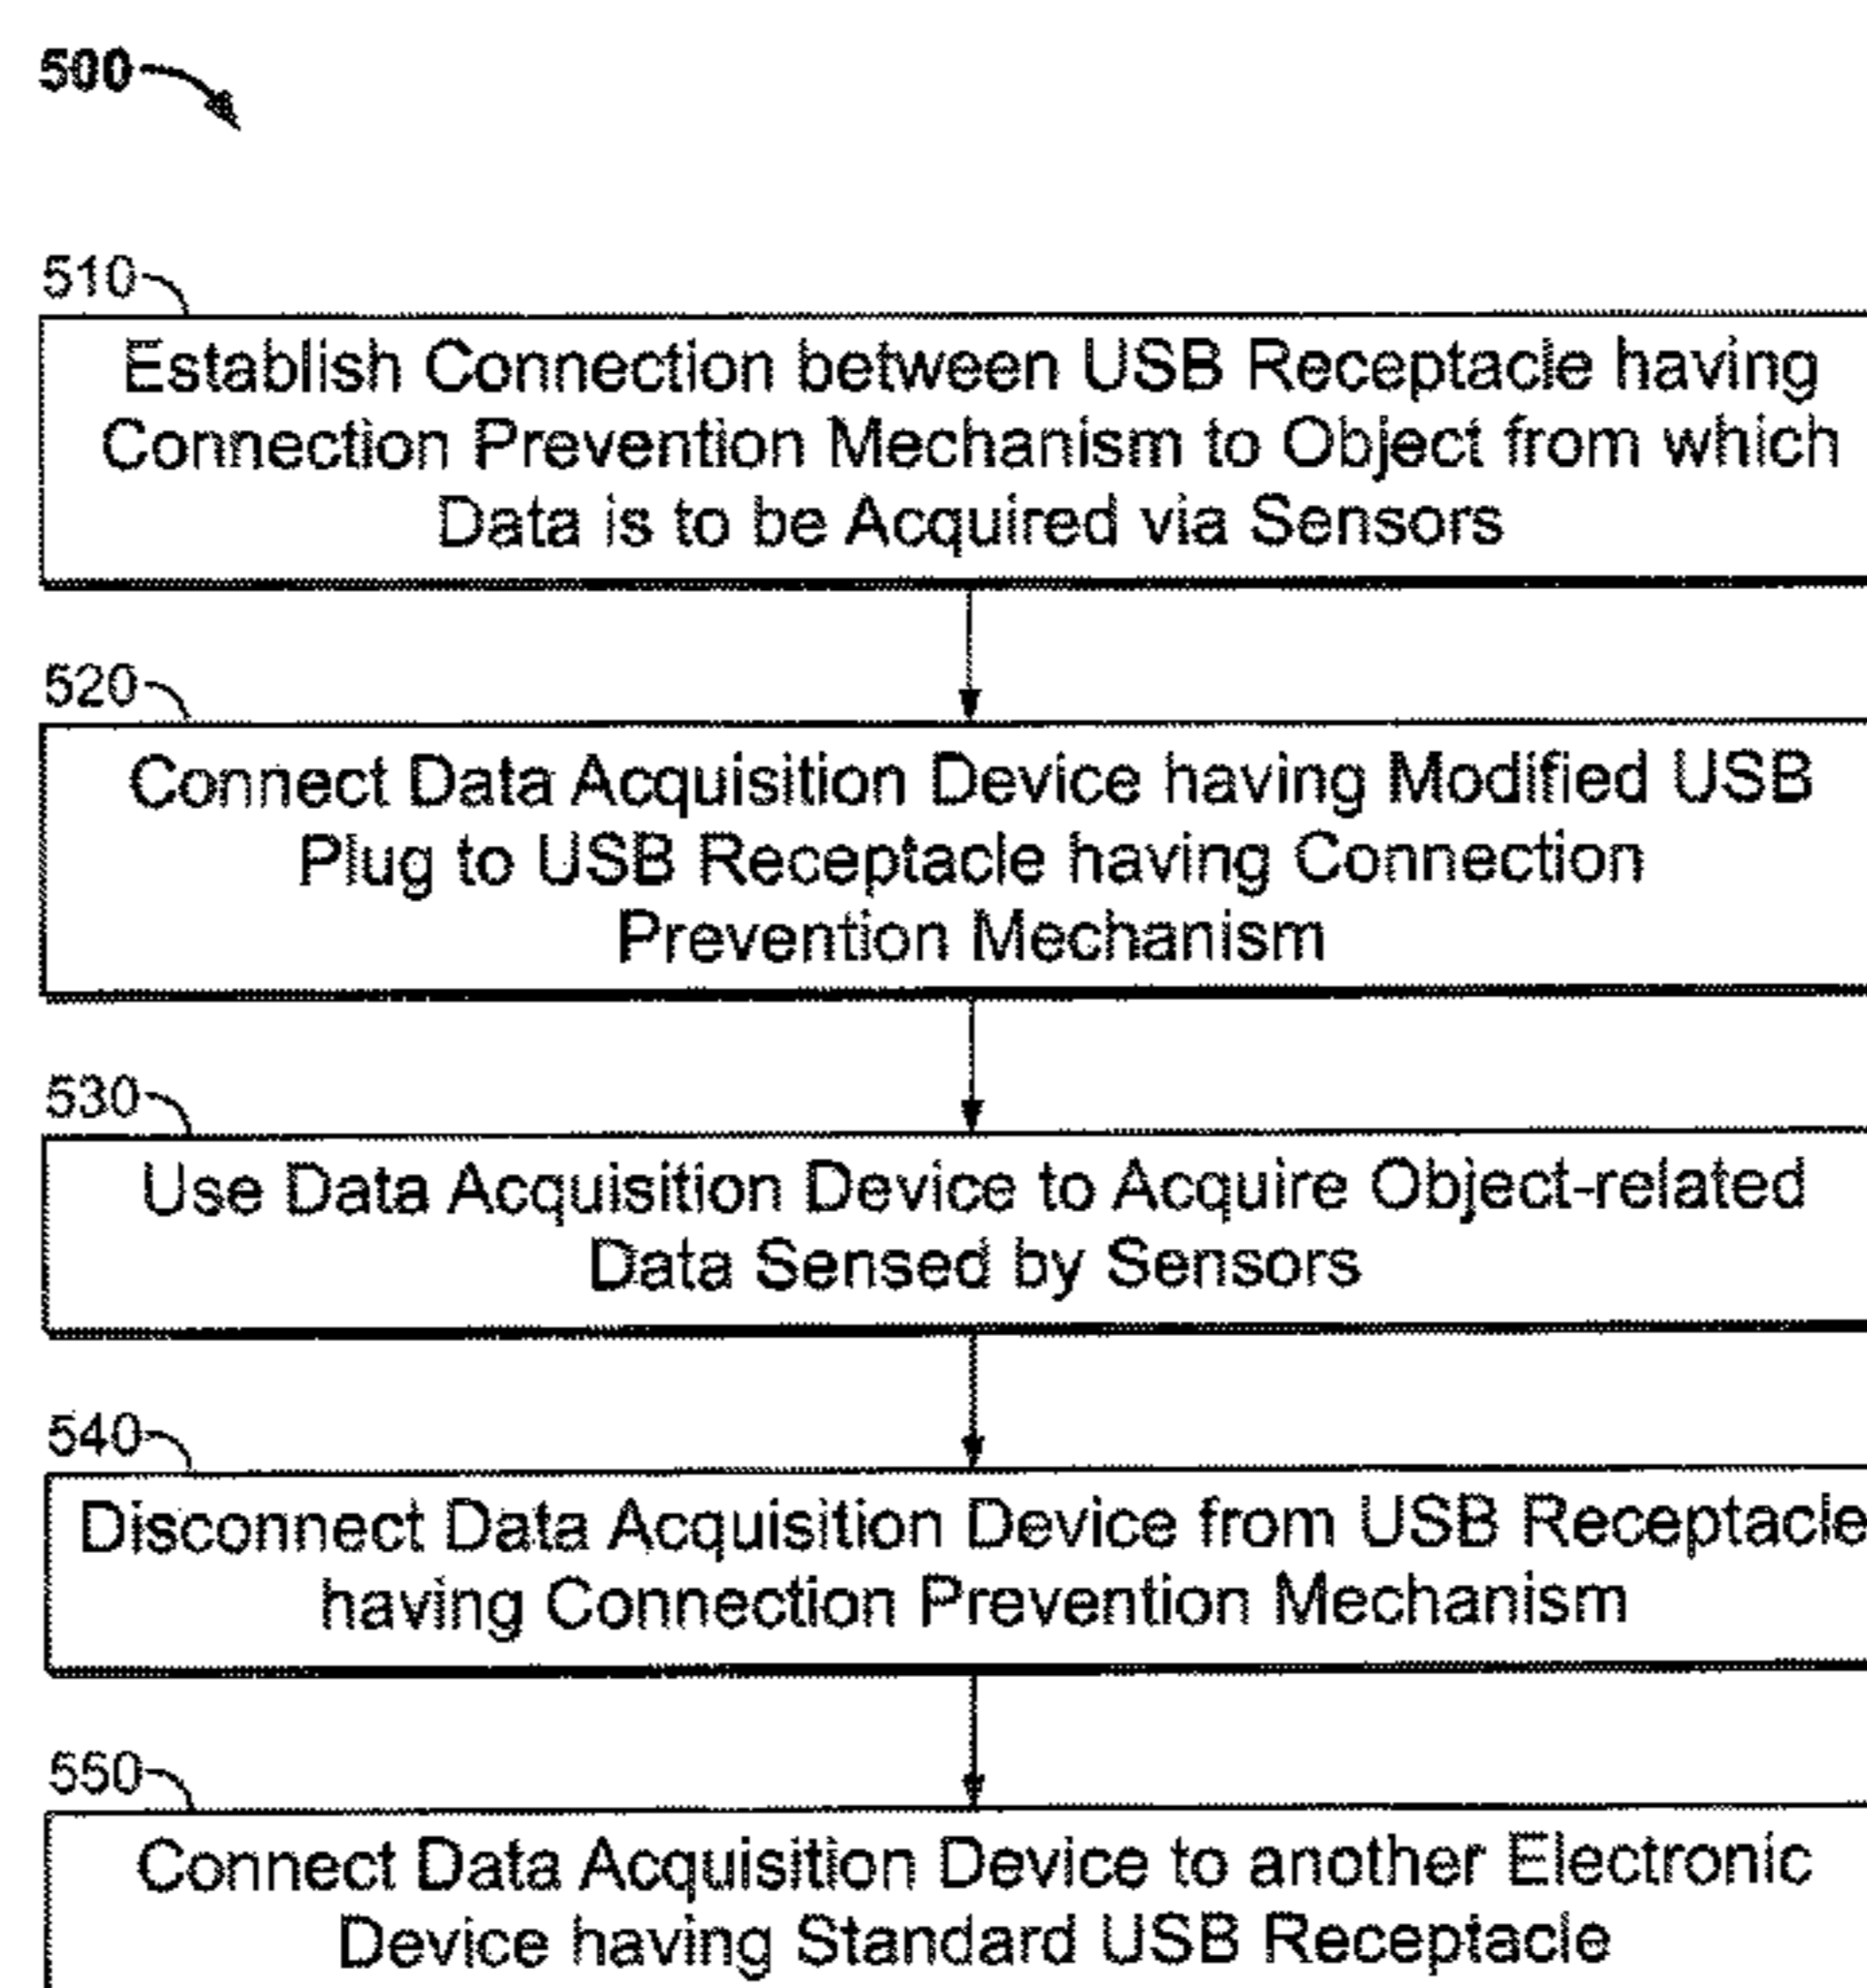 500
510
Establish Connection between USB Receptacle having
Connection Prevention Mechanism to Object from which
Data is to be Acquired via Sensors
520
Connect Data Acquisition Device having Modified USB
Plug to USB Receptacle having Connection
Prevention Mechanism
530
Use Data Acquisition Device to Acquire Object-related
Data Sensed by Sensors
540
Disconnect Data Acquisition Device from USB Receptacle
having Connection Prevention Mechanism
550
Connect Data Acquisition Device to another Electronic
Device having Standard USB Receptacle